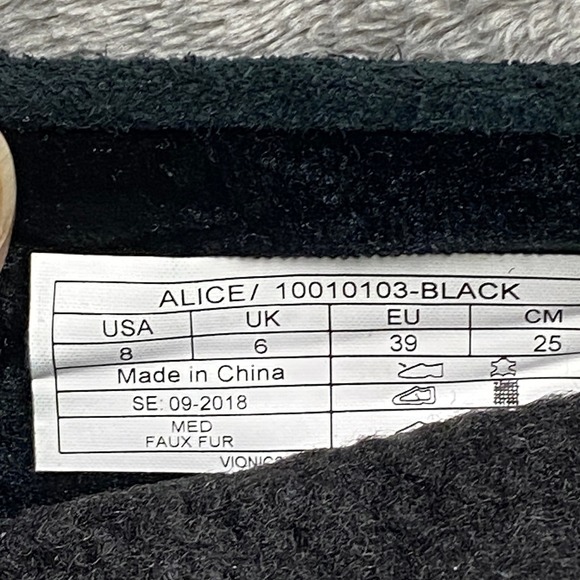 ALICE/ 10010103-BLACK
USA UK EU CM
8 6 39 25
Made in China
SE: 09-2018
MED
FAUX FUR
VIONIC